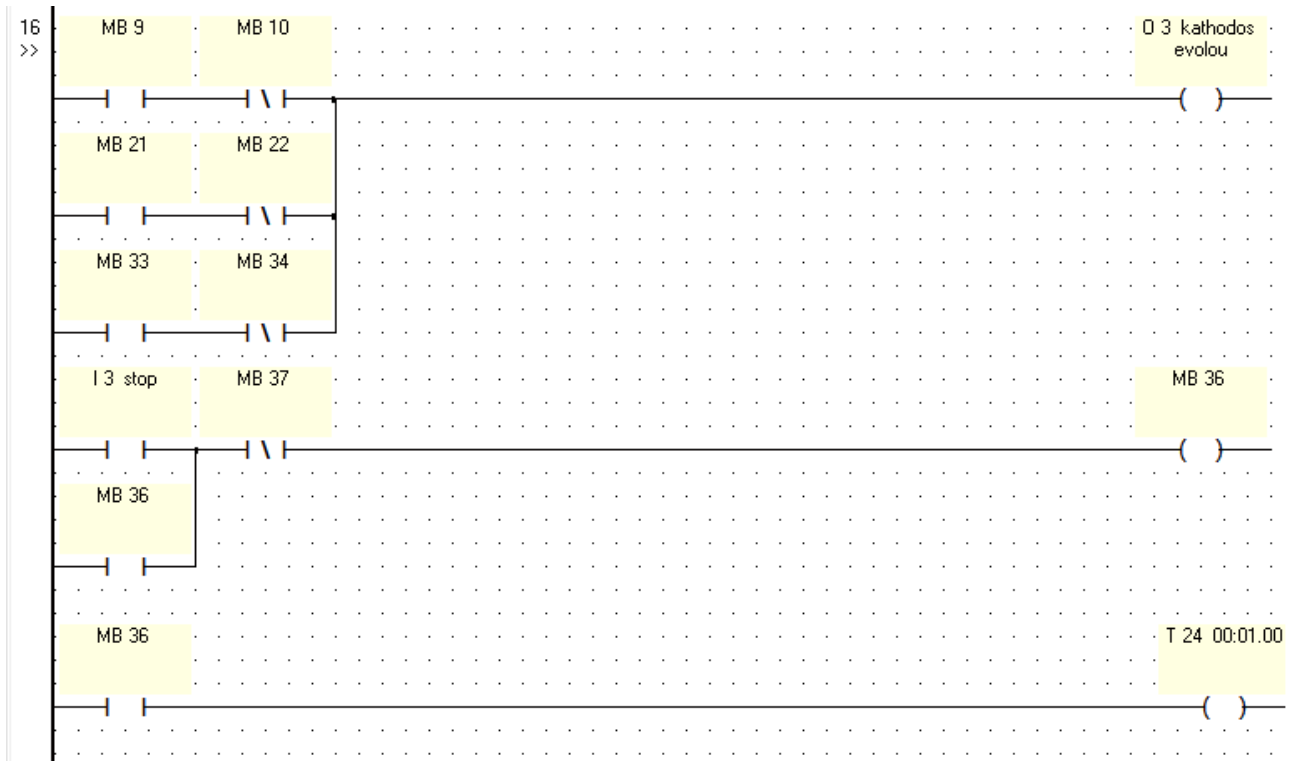 16
>>
MB 9
MB 10
O 3 kathodos
evolou
MB 21
MB 22
MB 33
MB 34
I 3 stop
MB 37
MB 36
MB 36
MB 36
T 24 00:01.00